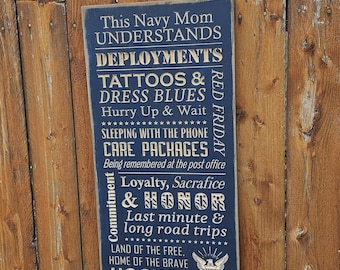 This Navy Mom
UNDERSTANDS
DEPLOYMENTS
TATTOOS &
DRESS BLUES
Hurry Up & Wait
RED FRIDAY
SLEEPING WITH THE PHONE
CARE PACKAGES
Being remembered at the post office
Commitment
Loyalty, Sacrafice
& HONOR
Last minute &
long road trips
LAND OF THE FREE,
HOME OF THE BRAVE